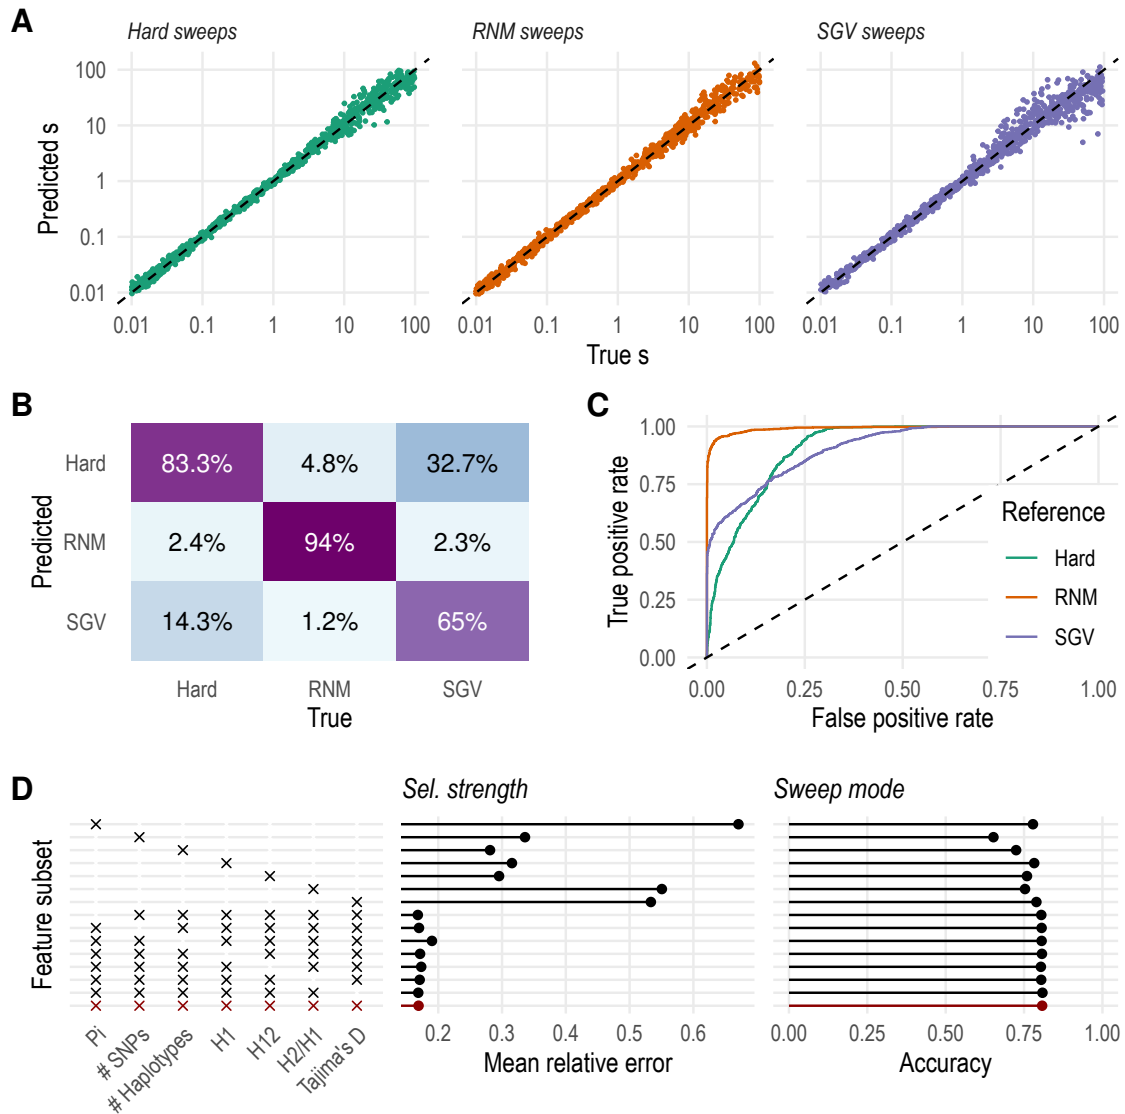 A
Hard sweeps
RNM sweeps
SGV sweeps
Predicted s
100
10
1
0.1
0.01
0.01 0.1 1 10 100
0.01 0.1 1 10 100
0.01 0.1 1 10 100
True s
B
Predicted
Hard 83.3% 4.8% 32.7%
RNM 2.4% 94% 2.3%
SGV 14.3% 1.2% 65%
Hard RNM SGV
True
C
True positive rate
1.00
0.75
0.50
0.25
0.00
0.00 0.25 0.50 0.75 1.00
False positive rate
Reference
Hard
RNM
SGV
D
Sel. strength
Sweep mode
Feature subset
Pi
# SNPs
# Haplotypes
H1
H12
H2/H1
Tajima's D
0.2 0.3 0.4 0.5 0.6
Mean relative error
0.00 0.25 0.50 0.75 1.00
Accuracy